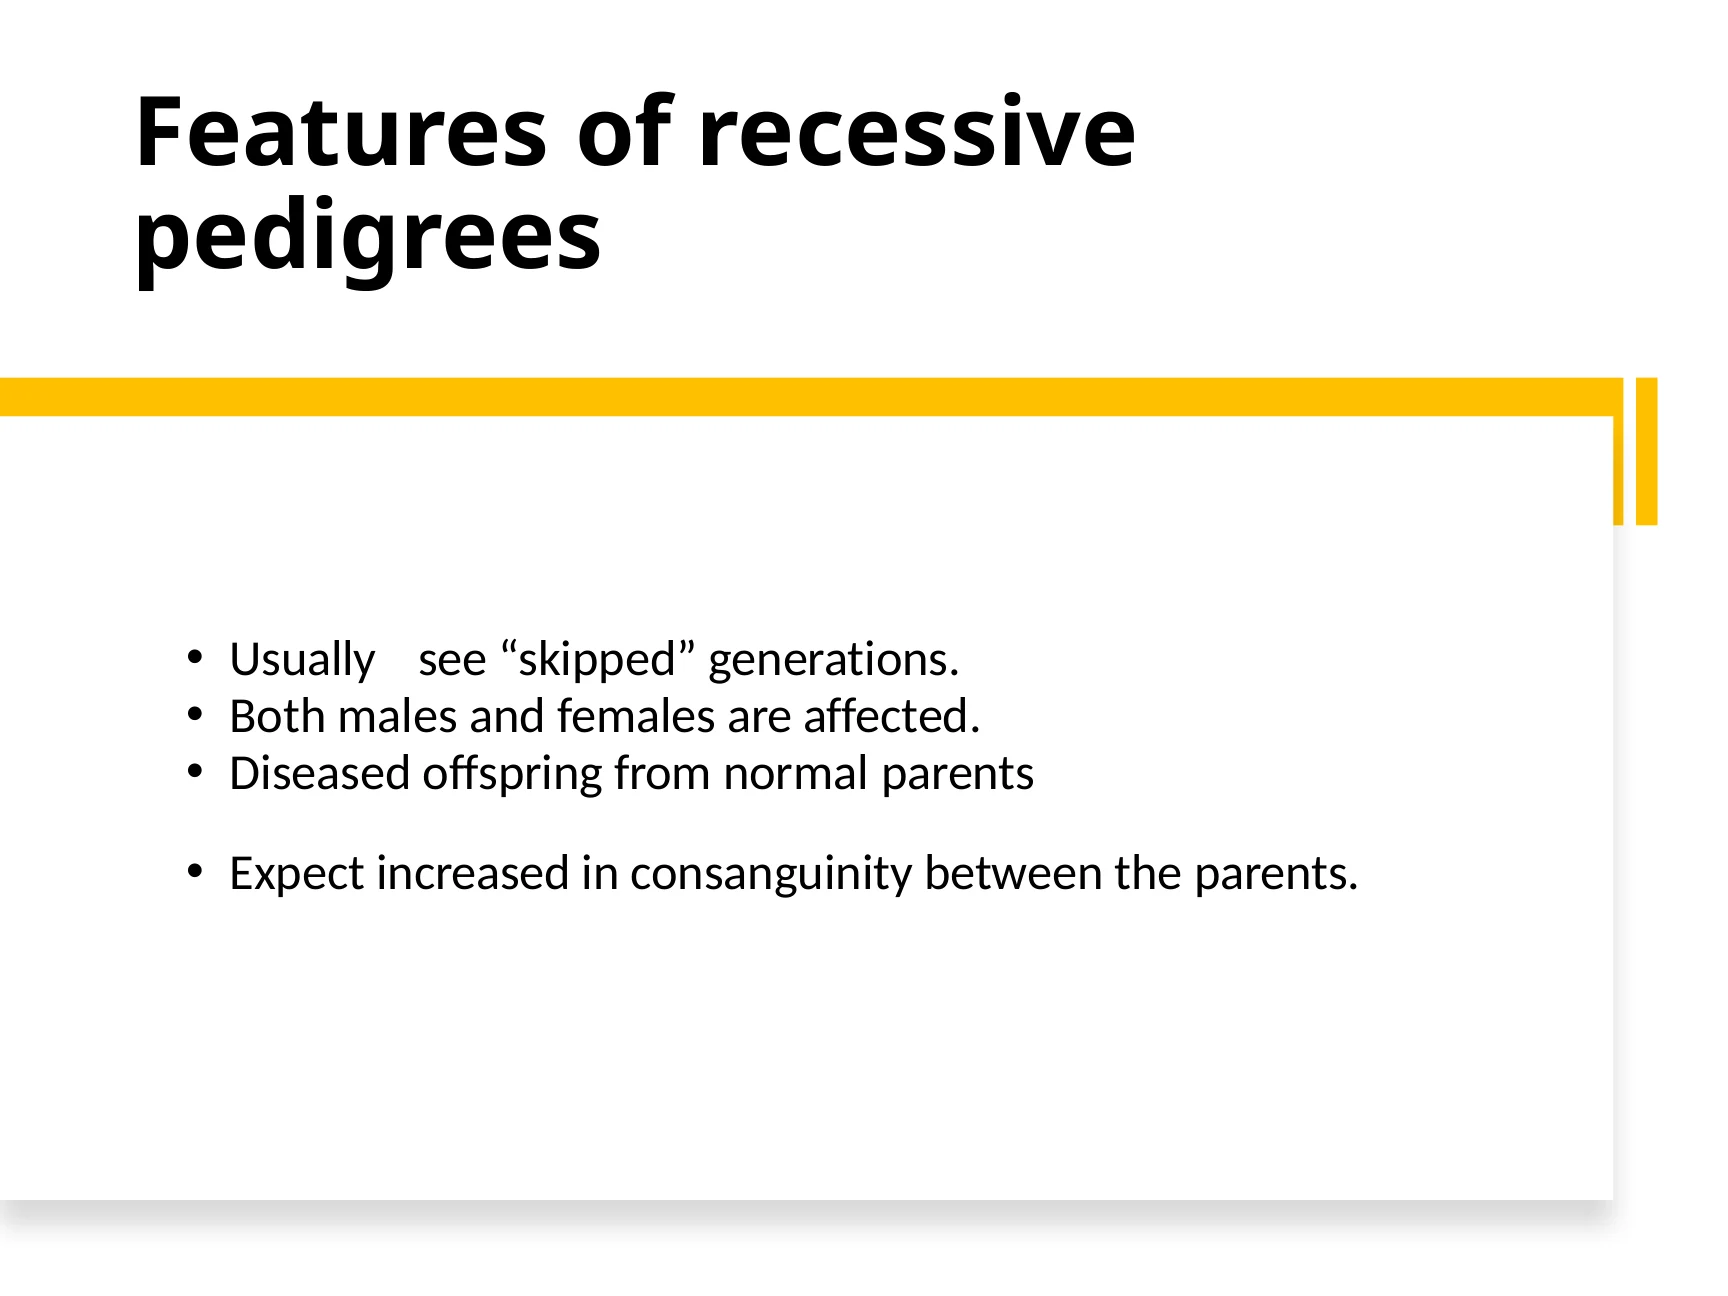 Features of recessive
pedigrees
• Usually see “skipped” generations.
• Both males and females are affected.
• Diseased offspring from normal parents
• Expect increased in consanguinity between the parents.